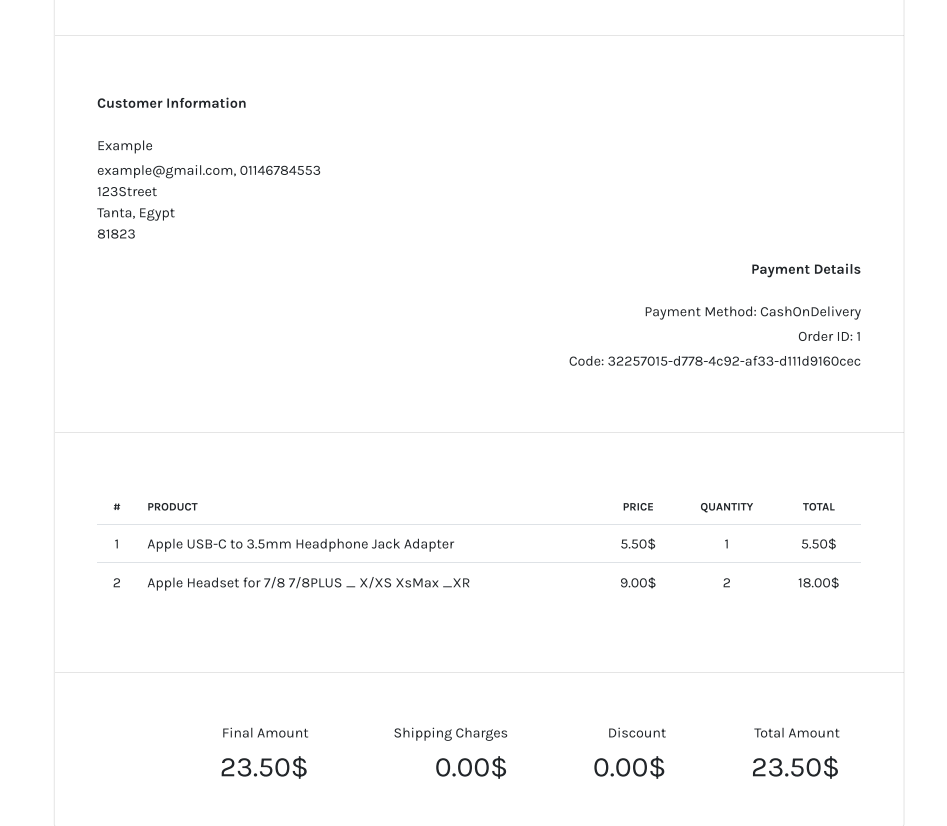 Customer Information
Example
example@gmail.com, 01146784553
123Street
Tanta, Egypt
81823
Payment Details
Payment Method: CashOnDelivery
Order ID: 1
Code: 32257015-d778-4c92-af33-d111d9160cec
# PRODUCT PRICE QUANTITY TOTAL
1 Apple USB-C to 3.5mm Headphone Jack Adapter 5.50$ 1 5.50$
2 Apple Headset for 7/8 7/8PLUS _ X/XS XsMax _XR 9.00$ 2 18.00$
Final Amount Shipping Charges Discount Total Amount
23.50$ 0.00$ 0.00$ 23.50$